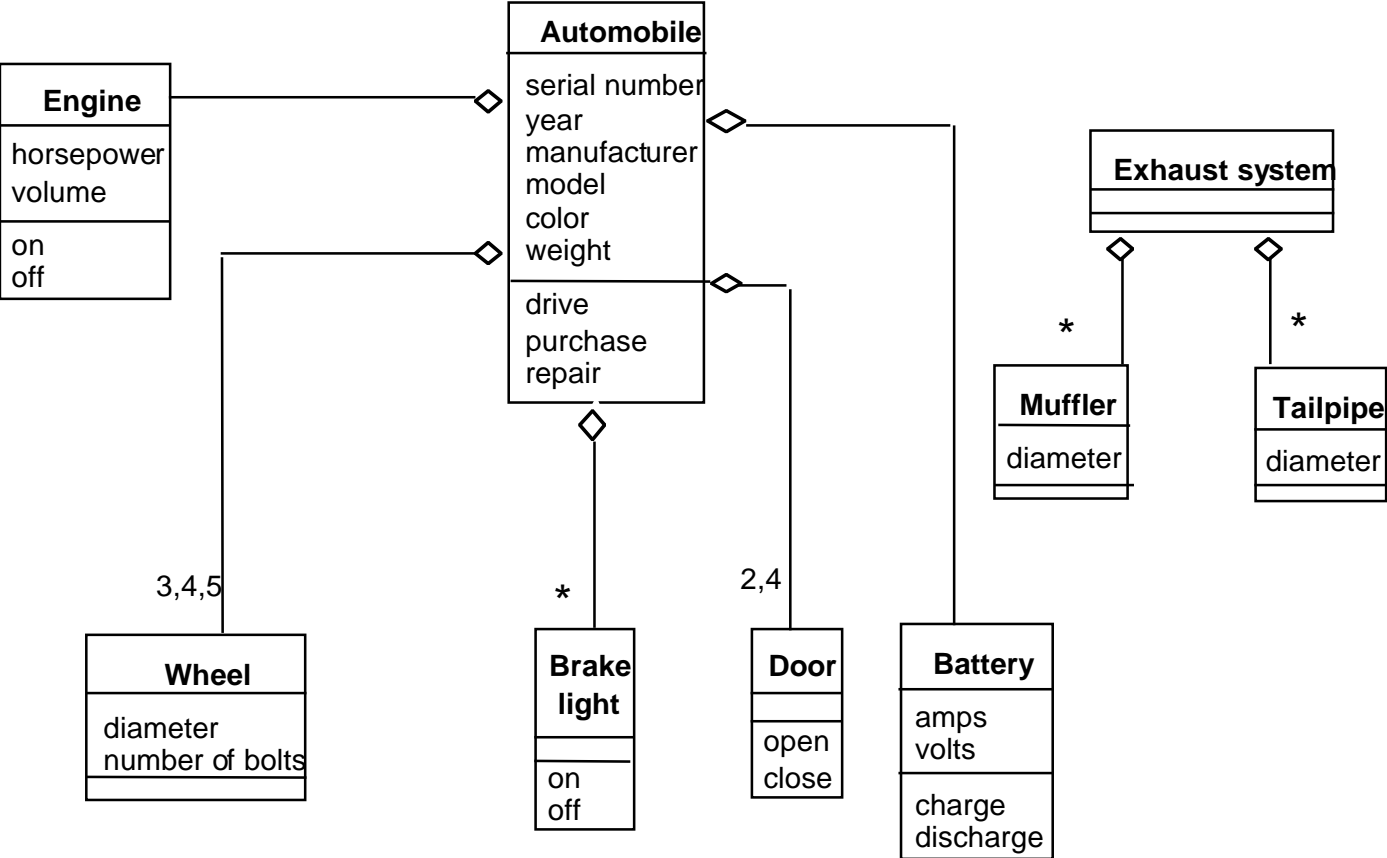 Automobile
serial number
year
manufacturer
model
color
weight
drive
purchase
repair
Engine
horsepower
volume
on
off
Exhaust system
*
*
Muffler
diameter
Tailpipe
diameter
3,4,5
*
2,4
Wheel
diameter
number of bolts
Brake
light
on
off
Door
open
close
Battery
amps
volts
charge
discharge